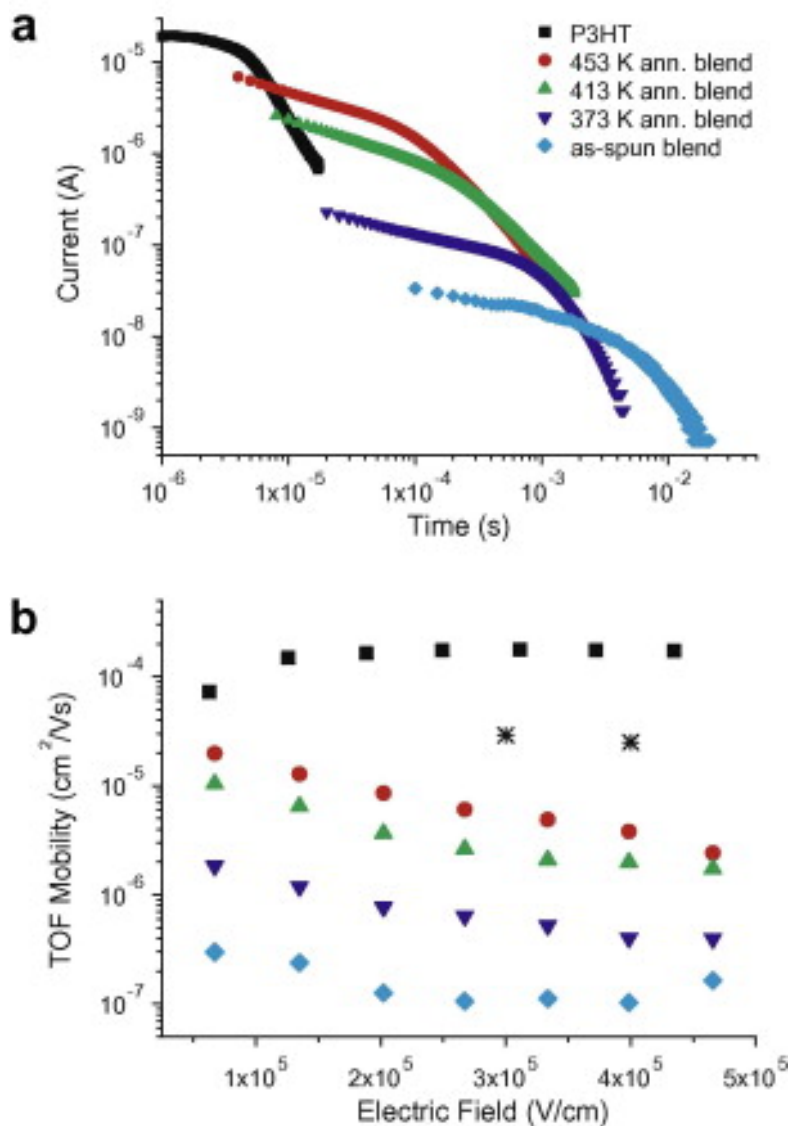 a
P3HT
453 K ann. blend
413 K ann. blend
373 K ann. blend
as-spun blend
10⁻⁵
10⁻⁶
10⁻⁷
10⁻⁸
10⁻⁹
Current (A)
10⁻⁶
1x10⁻⁵
1x10⁻⁴
10⁻³
10⁻²
Time (s)
b
10⁻⁴
10⁻⁵
10⁻⁶
10⁻⁷
TOF Mobility (cm²/Vs)
1x10⁵
2x10⁵
3x10⁵
4x10⁵
5x10⁵
Electric Field (V/cm)